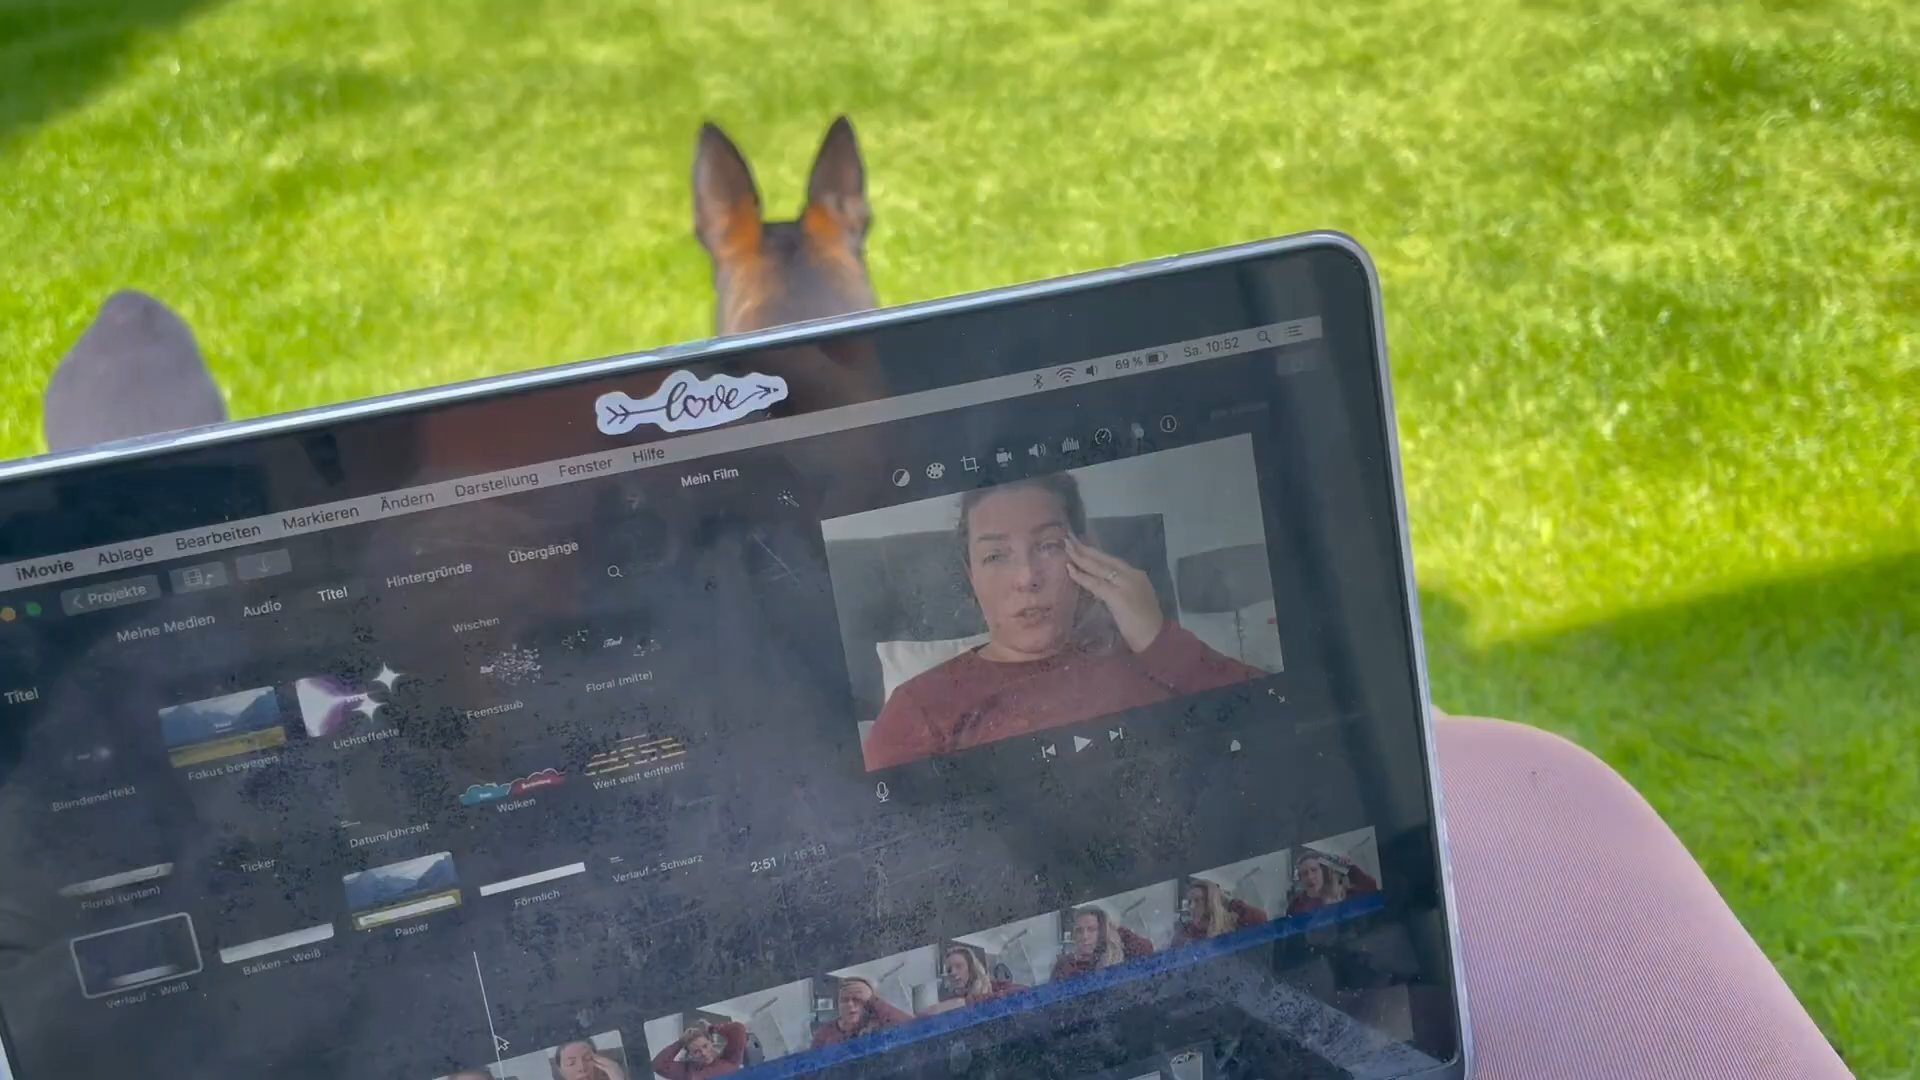 love
69 % Sa. 10:52
iMovie Ablage Bearbeiten Markieren Ändern Darstellung Fenster Hilfe
Mein Film
Projekte
Meine Medien Audio Titel Hintergründe Übergänge
Titel
Wischen
Blendeneffekt Fokus bewegen Lichteffekte Feenstaub Floral (mitte)
Wolken Weit weit entfernt
Floral (unten) Ticker Datum/Uhrzeit
Verlauf - Weiß Balken - Weiß Papier Förmlich Verlauf - Schwarz
2:51 / 16:19